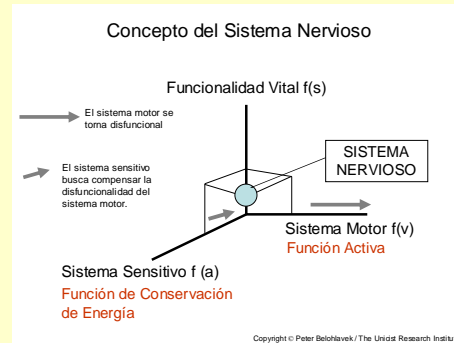 Concepto del Sistema Nervioso
Funcionalidad Vital f(s)
El sistema motor se
torna disfuncional
El sistema sensitivo
busca compensar la
disfuncionalidad del
sistema motor.
SISTEMA
NERVIOSO
Sistema Motor f(v)
Función Activa
Sistema Sensitivo f (a)
Función de Conservación
de Energía
Copyright © Peter Belohlavek / The Unicist Research Institu